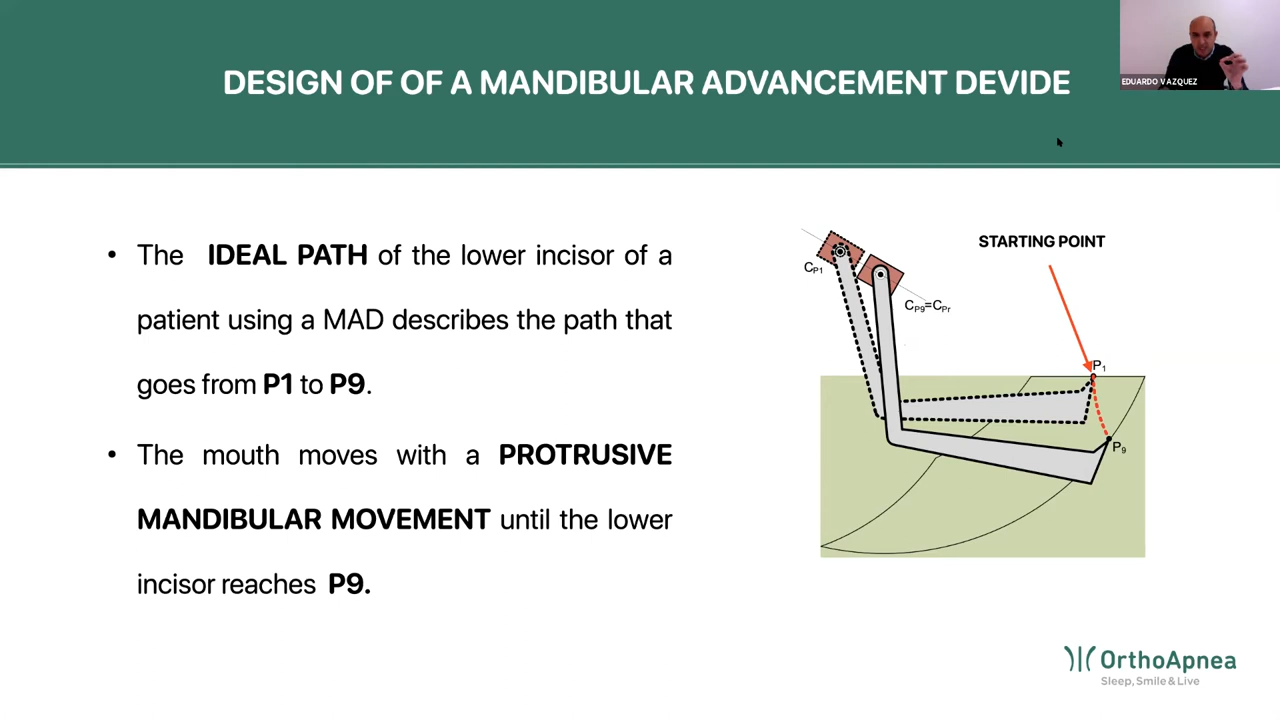 DESIGN OF OF A MANDIBULAR ADVANCEMENT DEVIDE
EDUARDO VAZQUEZ
• The IDEAL PATH of the lower incisor of a
patient using a MAD describes the path that
goes from P1 to P9.
• The mouth moves with a PROTRUSIVE
MANDIBULAR MOVEMENT until the lower
incisor reaches P9.
STARTING POINT
CP1
CP9=CPr
P1
P9
OrthoApnea
Sleep, Smile & Live